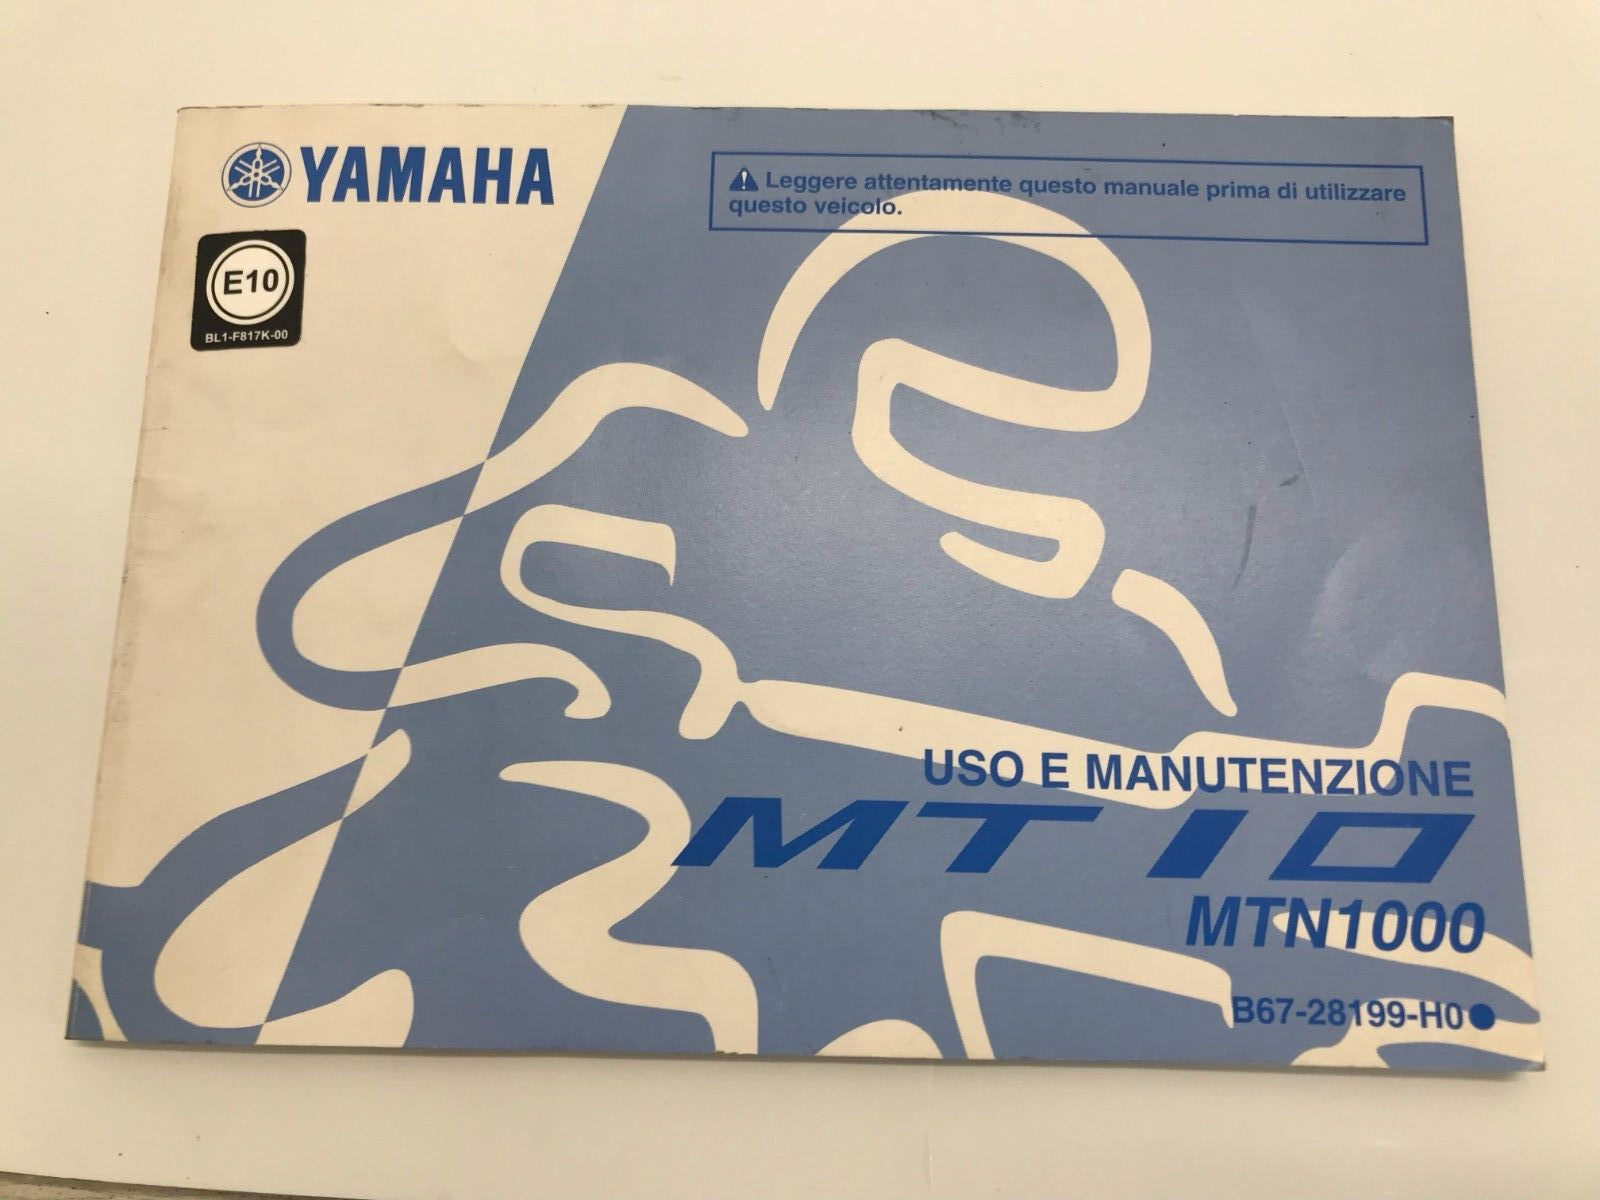 YAMAHA
E10
BL1-F817K-00
Leggere attentamente questo manuale prima di utilizzare
questo veicolo.
USO E MANUTENZIONE
MT 10
MTN1000
B67-28199-H0●